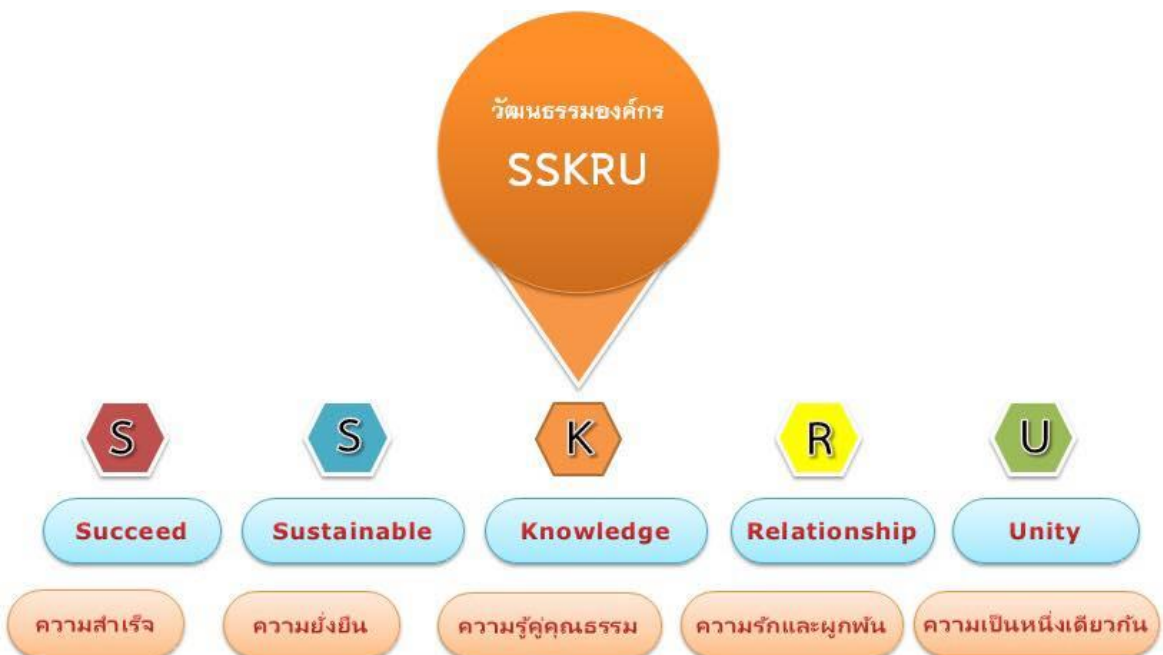 วัฒนธรรมองค์กร
SSKRU
S S K R U
Succeed Sustainable Knowledge Relationship Unity
ความสำเร็จ ความยั่งยืน ความรู้คู่คุณธรรม ความรักและผูกพัน ความเป็นหนึ่งเดียวกัน